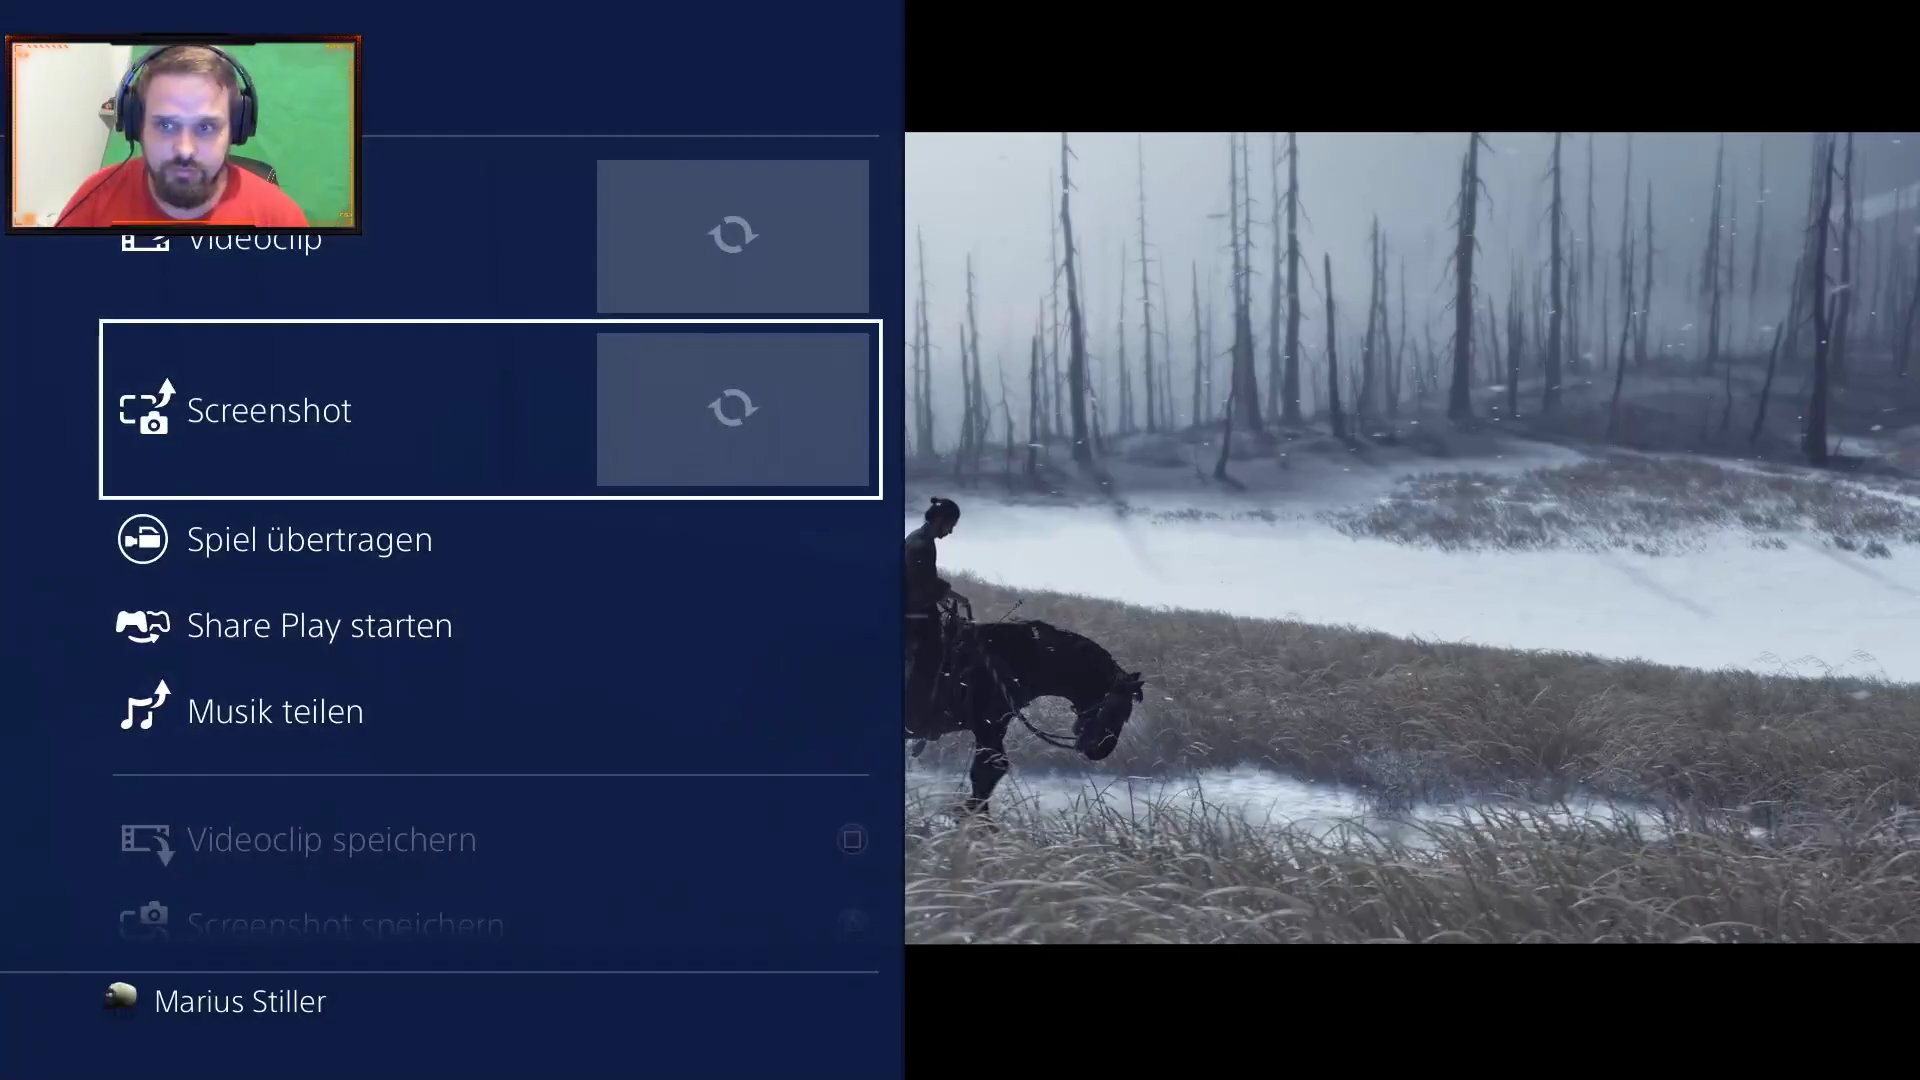 Videoclip
Screenshot
Spiel übertragen
Share Play starten
Musik teilen
Videoclip speichern
Screenshot speichern
Marius Stiller